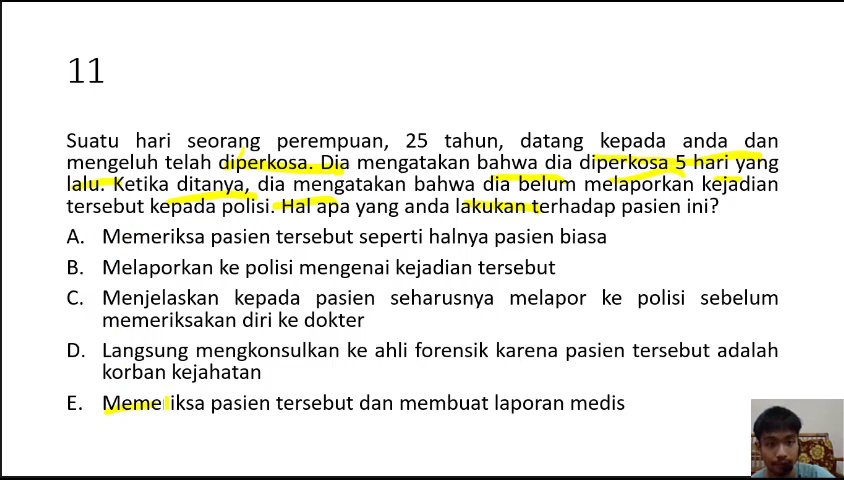 11
Suatu hari seorang perempuan, 25 tahun, datang kepada anda dan
mengeluh telah diperkosa. Dia mengatakan bahwa dia diperkosa 5 hari yang
lalu. Ketika ditanya, dia mengatakan bahwa dia belum melaporkan kejadian
tersebut kepada polisi. Hal apa yang anda lakukan terhadap pasien ini?
A. Memeriksa pasien tersebut seperti halnya pasien biasa
B. Melaporkan ke polisi mengenai kejadian tersebut
C. Menjelaskan kepada pasien seharusnya melapor ke polisi sebelum
memeriksakan diri ke dokter
D. Langsung mengkonsulkan ke ahli forensik karena pasien tersebut adalah
korban kejahatan
E. Memeriksa pasien tersebut dan membuat laporan medis